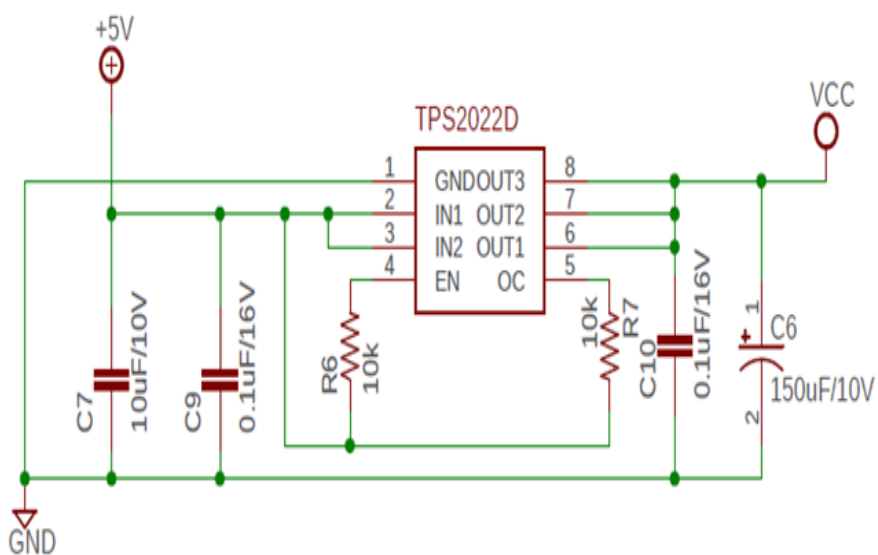 +5V
VCC
TPS2022D
1 GND OUT3 8
2 IN1 OUT2 7
3 IN2 OUT1 6
4 EN OC 5
C7
10uF/10V
C9
0.1uF/16V
R6
10k
10k
R7
C10
0.1uF/16V
1
+
C6
150uF/10V
2
GND